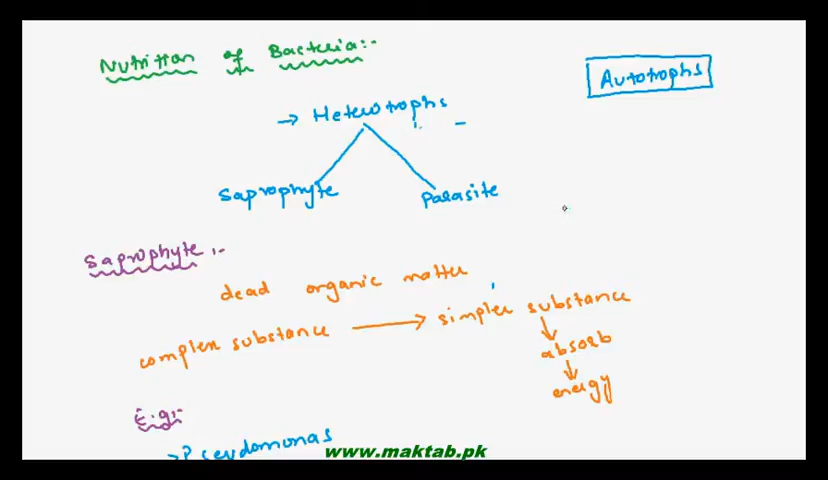 Nutrition of Bacteria:-
Autotrophs
→ Heterotrophs
Saprophyte Parasite
Saprophyte :-
dead organic matter
complex substance → simpler substance
absorb
energy
E.g:-
→ Pseudomonas
www.maktab.pk